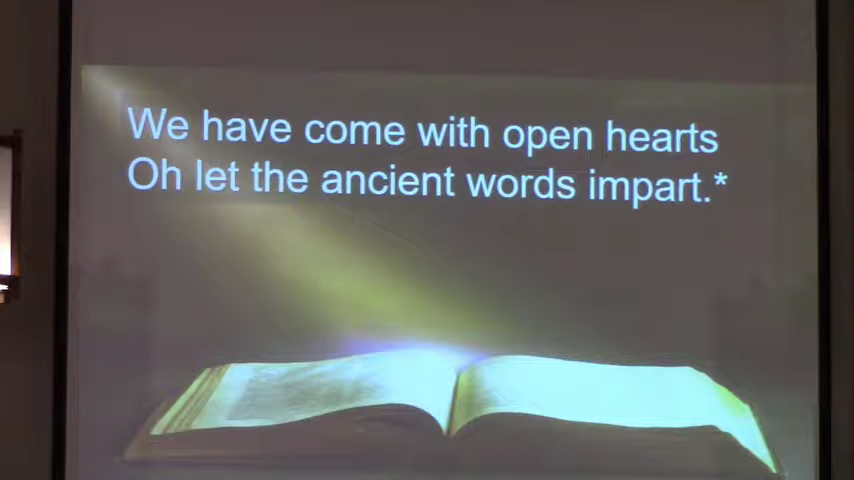 We have come with open hearts
Oh let the ancient words impart.*